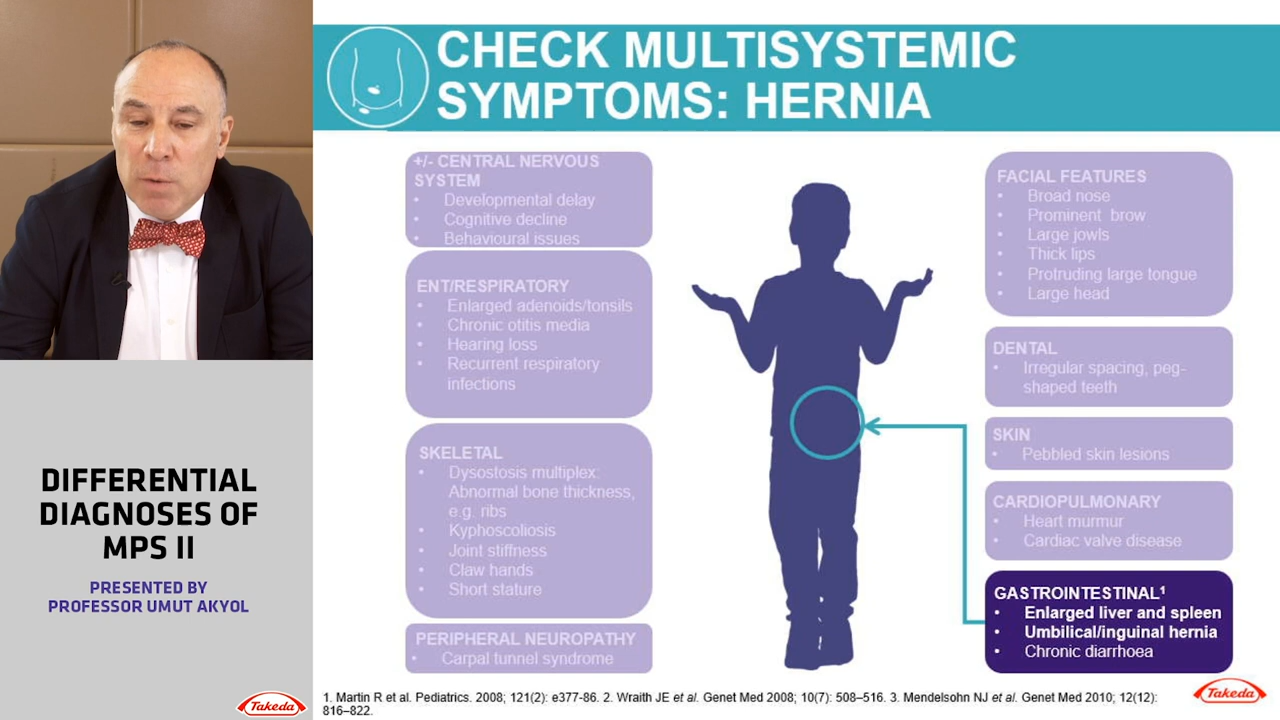 CHECK MULTISYSTEMIC
SYMPTOMS: HERNIA
+/- CENTRAL NERVOUS
SYSTEM
• Developmental delay
• Cognitive decline
• Behavioural issues
ENT/RESPIRATORY
• Enlarged adenoids/tonsils
• Chronic otitis media
• Hearing loss
• Recurrent respiratory
infections
SKELETAL
• Dysostosis multiplex:
Abnormal bone thickness,
e.g. ribs
• Kyphoscoliosis
• Joint stiffness
• Claw hands
• Short stature
PERIPHERAL NEUROPATHY
• Carpal tunnel syndrome
FACIAL FEATURES
• Broad nose
• Prominent brow
• Large jowls
• Thick lips
• Protruding large tongue
• Large head
DENTAL
• Irregular spacing, peg-
shaped teeth
SKIN
• Pebbled skin lesions
CARDIOPULMONARY
• Heart murmur
• Cardiac valve disease
GASTROINTESTINAL¹
• Enlarged liver and spleen
• Umbilical/inguinal hernia
• Chronic diarrhoea
DIFFERENTIAL
DIAGNOSES OF
MPS II
PRESENTED BY
PROFESSOR UMUT AKYOL
Takeda
1. Martin R et al. Pediatrics. 2008; 121(2): e377-86. 2. Wraith JE et al. Genet Med 2008; 10(7): 508–516. 3. Mendelsohn NJ et al. Genet Med 2010; 12(12):
816–822.
Takeda